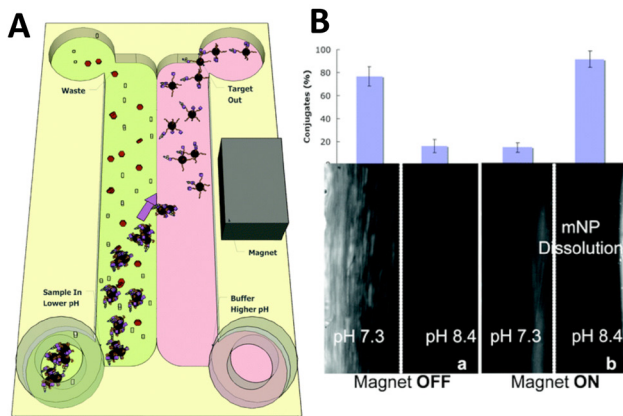 A
Waste
Target
Out
Magnet
Sample In
Lower pH
Buffer
Higher pH
B
Conjugates (%)
100
80
60
40
20
mNP
Dissolution
pH 7.3
pH 8.4
pH 7.3
pH 8.4
a
b
Magnet OFF
Magnet ON